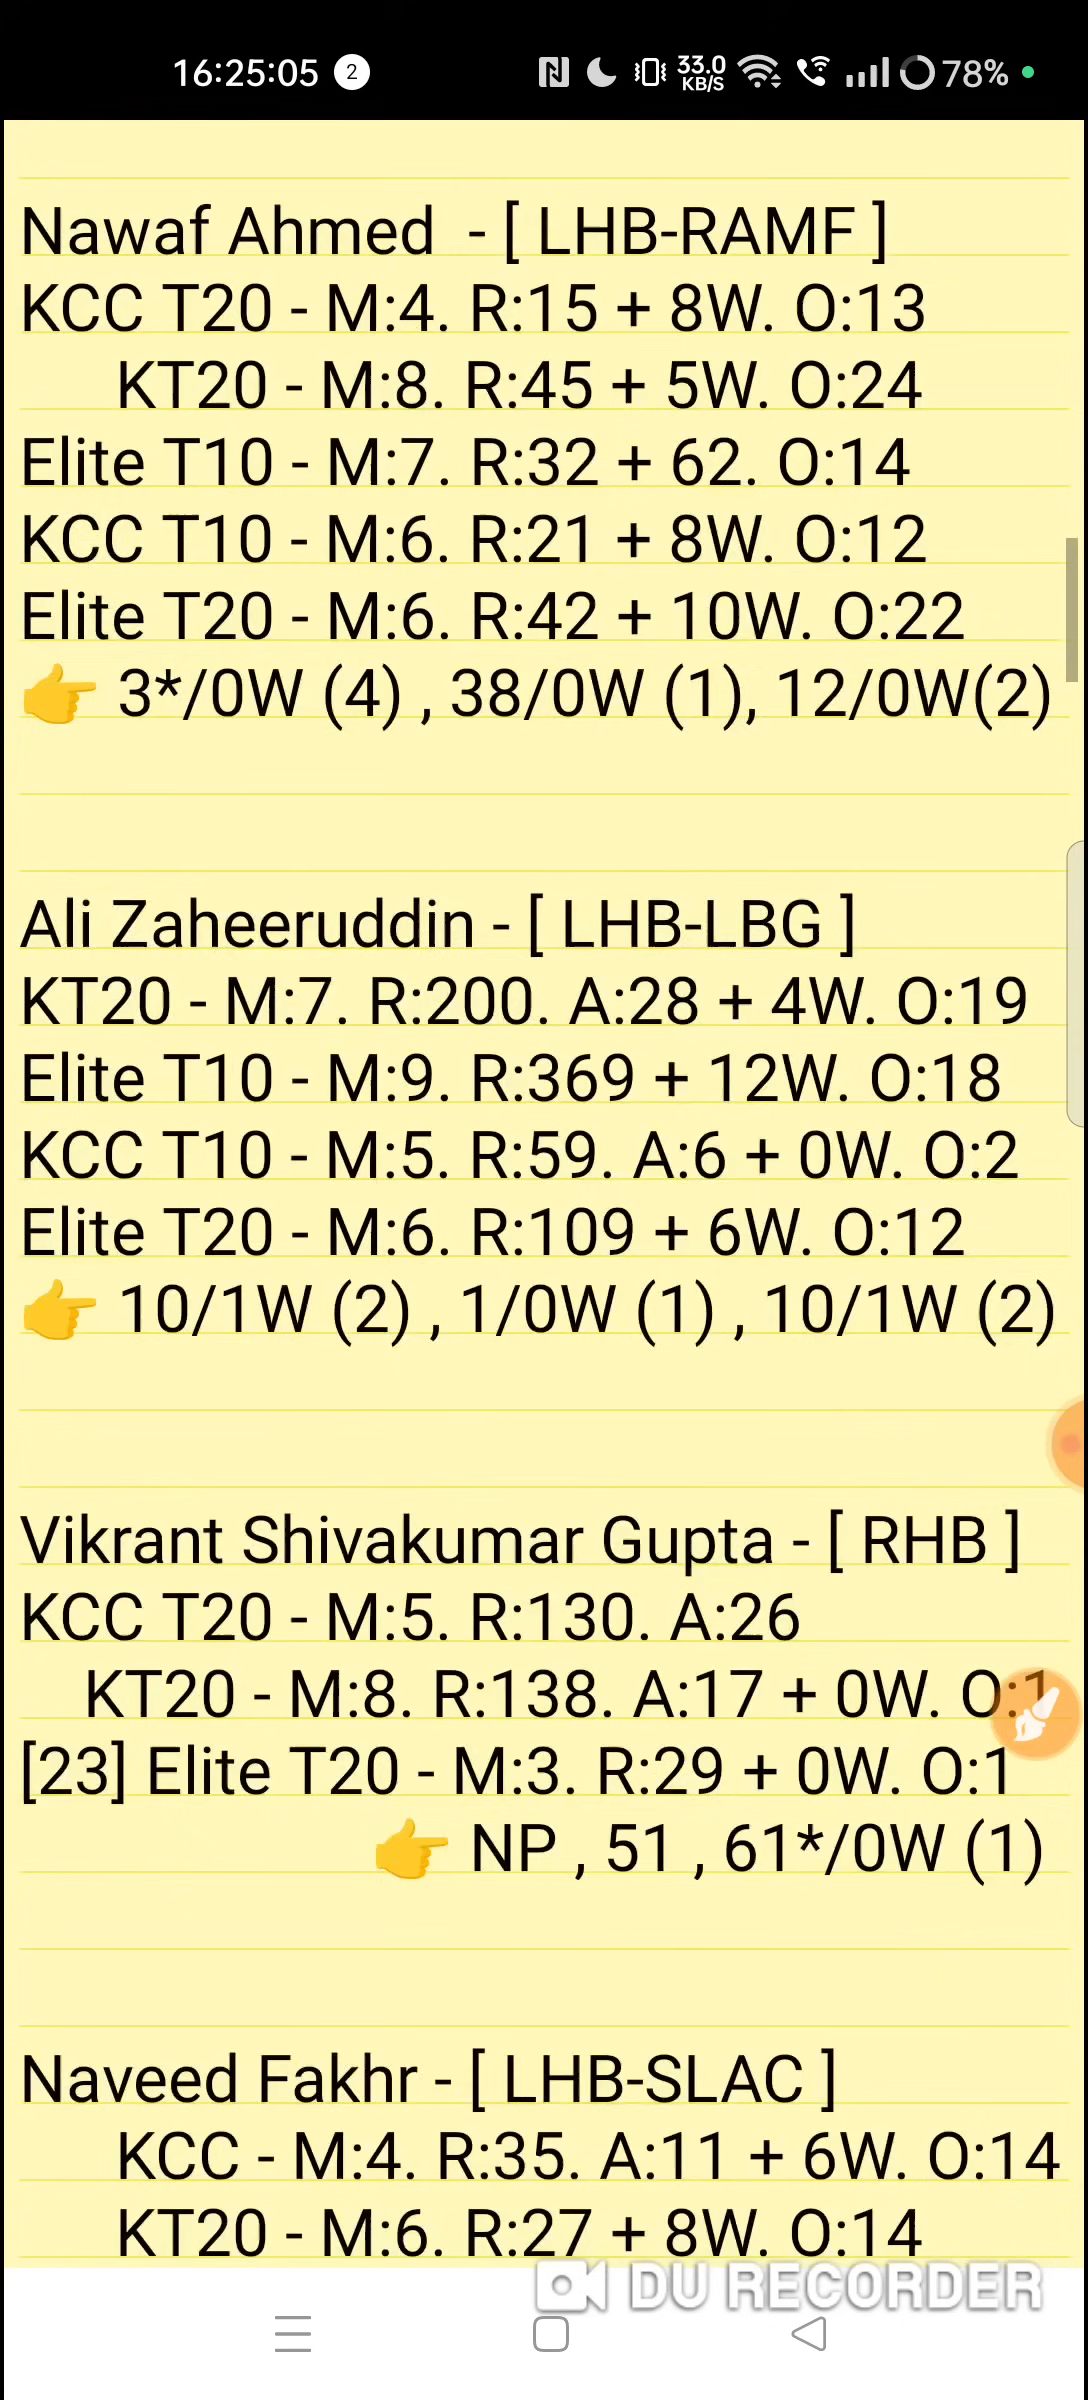 16:25:05 2 33.0 KB/S 78%
Nawaf Ahmed - [ LHB-RAMF ]
KCC T20 - M:4. R:15 + 8W. O:13
KT20 - M:8. R:45 + 5W. O:24
Elite T10 - M:7. R:32 + 62. O:14
KCC T10 - M:6. R:21 + 8W. O:12
Elite T20 - M:6. R:42 + 10W. O:22
👉 3*/0W (4) , 38/0W (1), 12/0W(2)
Ali Zaheeruddin - [ LHB-LBG ]
KT20 - M:7. R:200. A:28 + 4W. O:19
Elite T10 - M:9. R:369 + 12W. O:18
KCC T10 - M:5. R:59. A:6 + 0W. O:2
Elite T20 - M:6. R:109 + 6W. O:12
👉 10/1W (2) , 1/0W (1) , 10/1W (2)
Vikrant Shivakumar Gupta - [ RHB ]
KCC T20 - M:5. R:130. A:26
KT20 - M:8. R:138. A:17 + 0W. O:1
[23] Elite T20 - M:3. R:29 + 0W. O:1
👉 NP , 51 , 61*/0W (1)
Naveed Fakhr - [ LHB-SLAC ]
KCC - M:4. R:35. A:11 + 6W. O:14
KT20 - M:6. R:27 + 8W. O:14
DU RECORDER